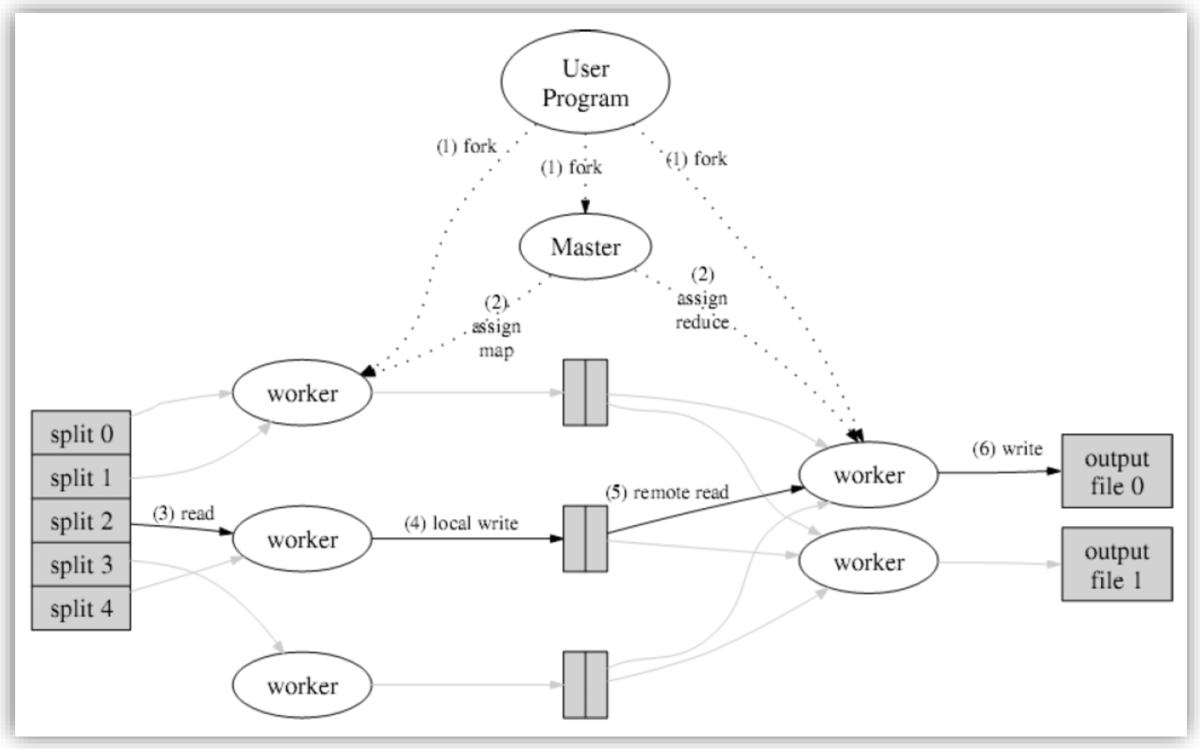 User
Program
(1) fork
(1) fork
(1) fork
Master
(2)
assign
map
(2)
assign
reduce
worker
split 0
split 1
split 2
split 3
split 4
(3) read
worker
(4) local write
worker
(5) remote read
worker
worker
(6) write
output
file 0
output
file 1